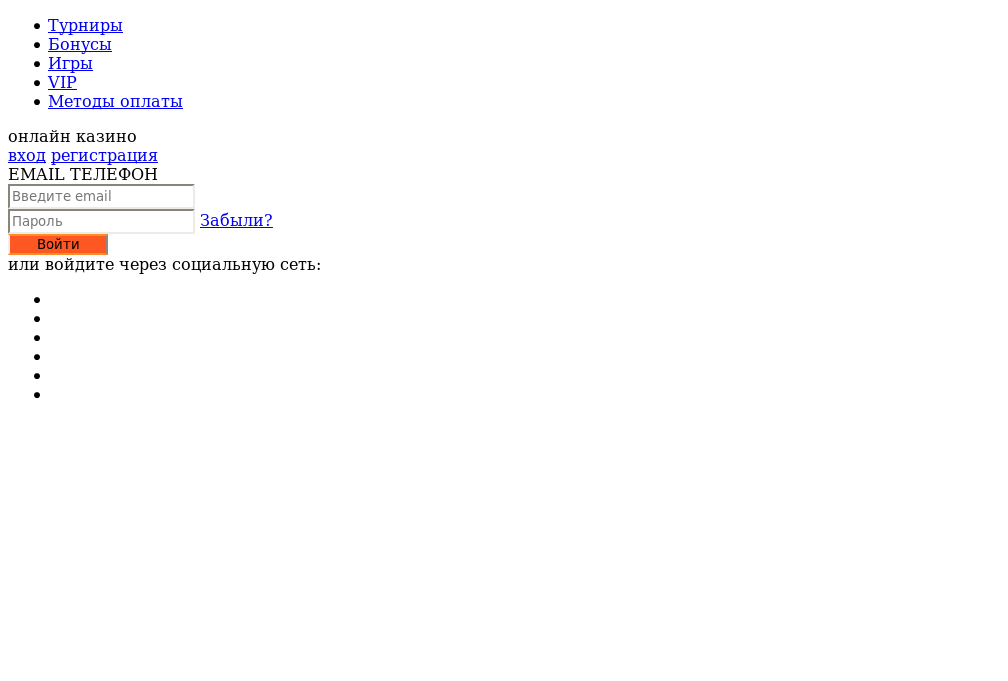 Турниры
Бонусы
Игры
VIP
Методы оплаты
онлайн казино
вход регистрация
EMAIL ТЕЛЕФОН
Введите email
Пароль Забыли?
Войти
или войдите через социальную сеть: